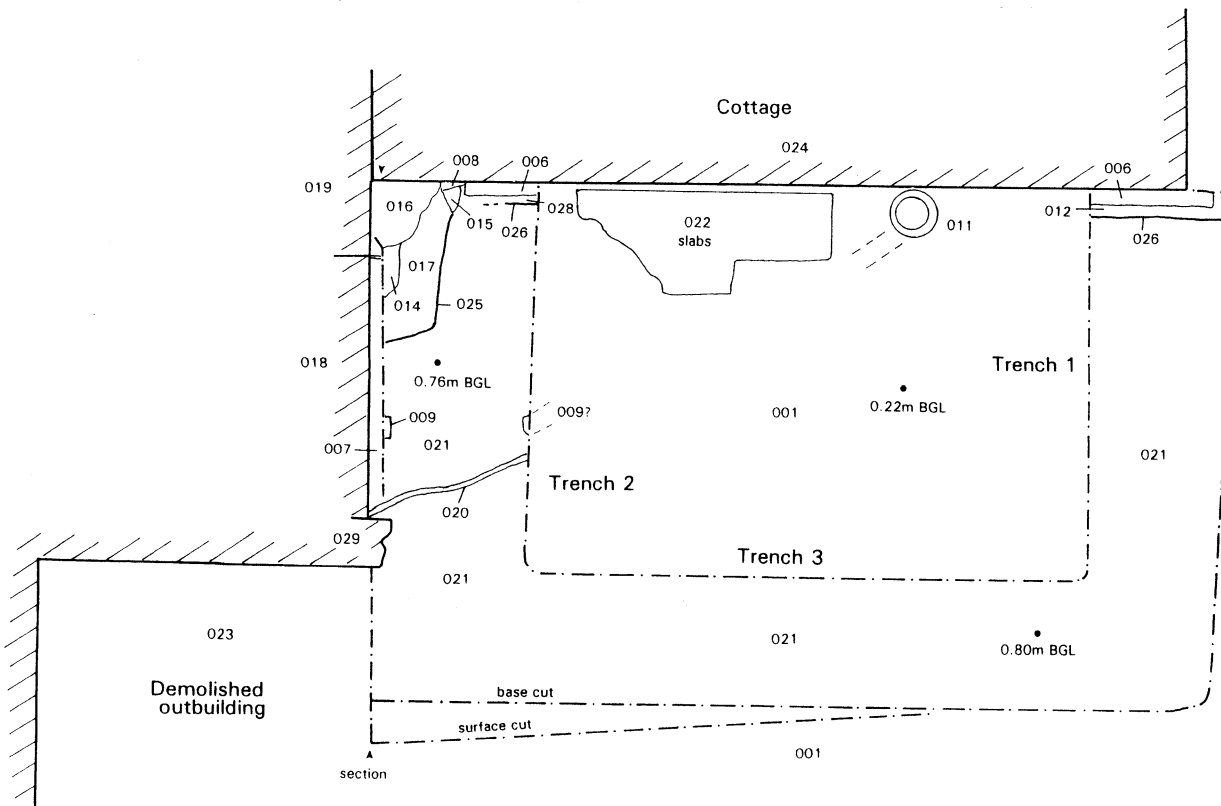 Cottage
024
008
006
006
019
016
015
028
026
022
slabs
011
012
026
017
014
025
018
0.76m BGL
Trench 1
0.22m BGL
009
009?
001
007
021
021
Trench 2
020
029
Trench 3
021
023
021
0.80m BGL
Demolished
outbuilding
base cut
surface cut
001
section